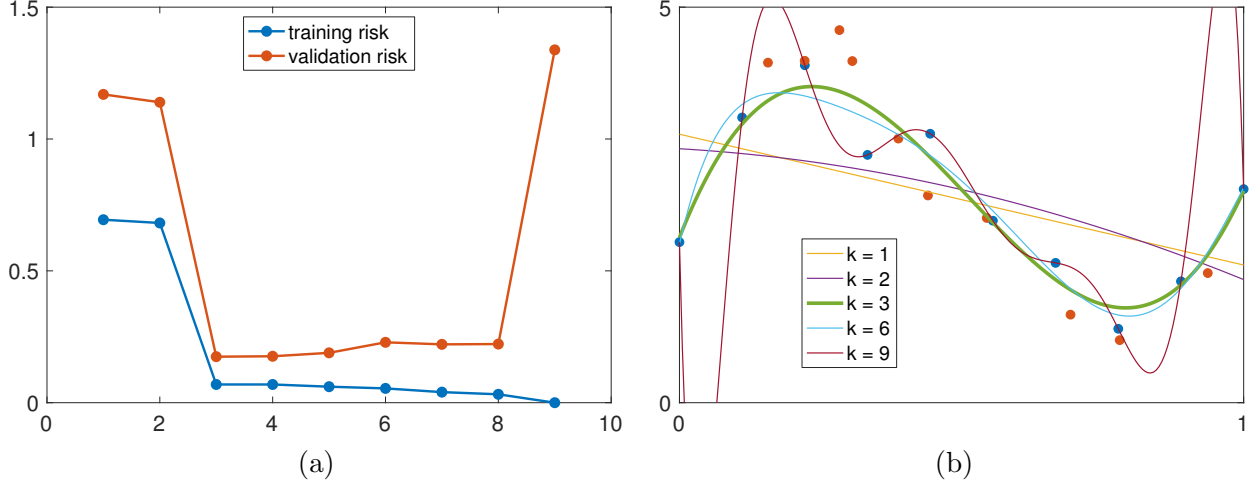 1.5
1
0.5
0
0 2 4 6 8 10
training risk
validation risk
(a)
5
0
0 1
k = 1
k = 2
k = 3
k = 6
k = 9
(b)